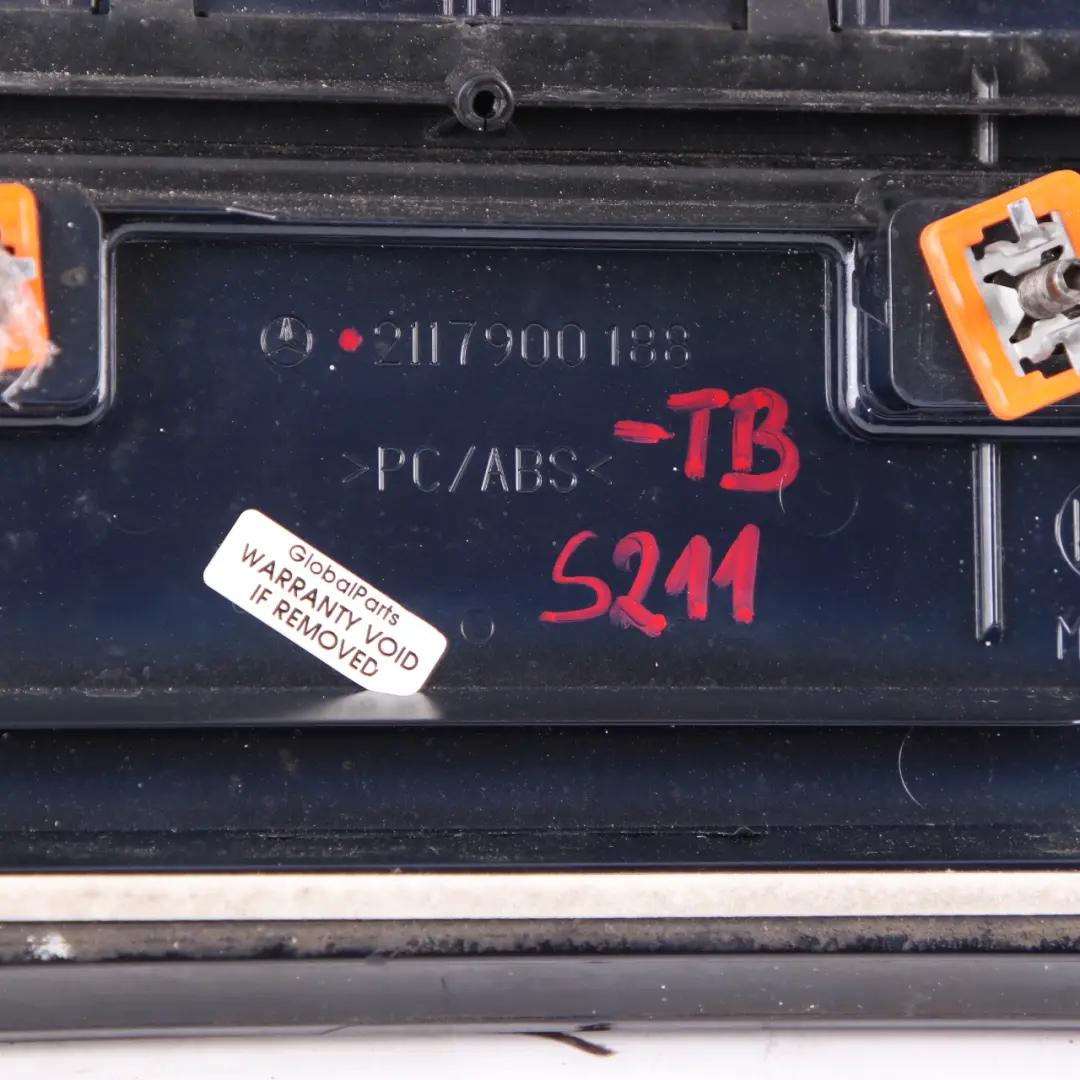 2117900188
-TB
>PC/ABS<
S211
GlobalParts
WARRANTY VOID
IF REMOVED
M